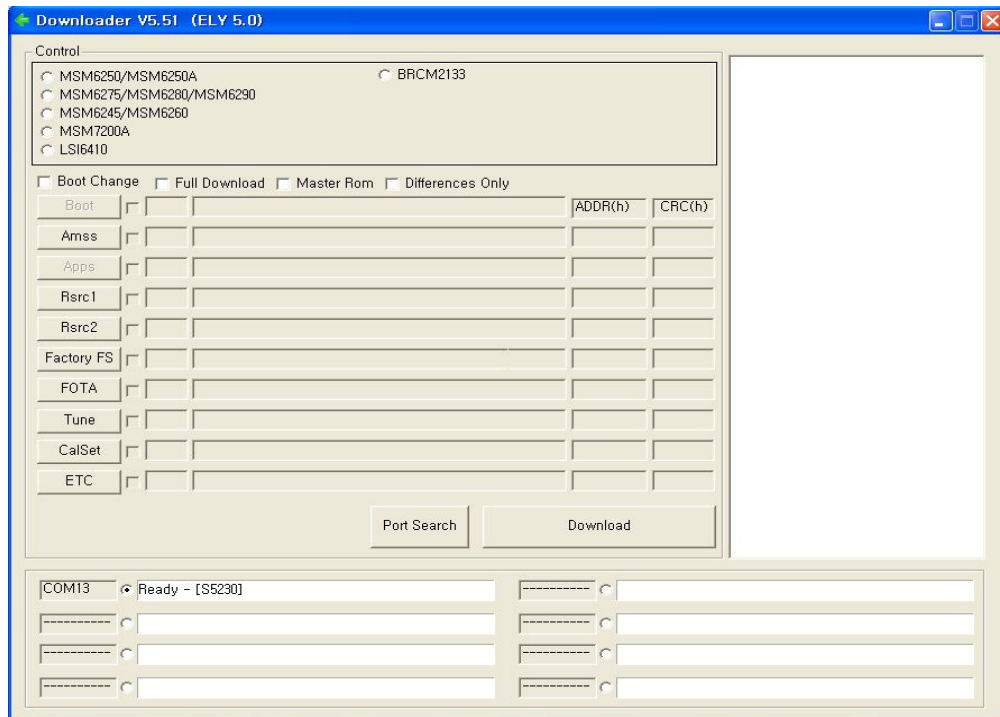 Downloader V5.51 (ELY 5.0)
Control
MSM6250/MSM6250A
BRCM2133
MSM6275/MSM6280/MSM6290
MSM6245/MSM6260
MSM7200A
LSI6410
Boot Change Full Download Master Rom Differences Only
Boot ADDR(h) CRC(h)
Amss
Apps
Rsrc1
Rsrc2
Factory FS
FOTA
Tune
CalSet
ETC
Port Search Download
COM13 Ready - [S5230] ----------
---------- ----------
---------- ----------
---------- ----------